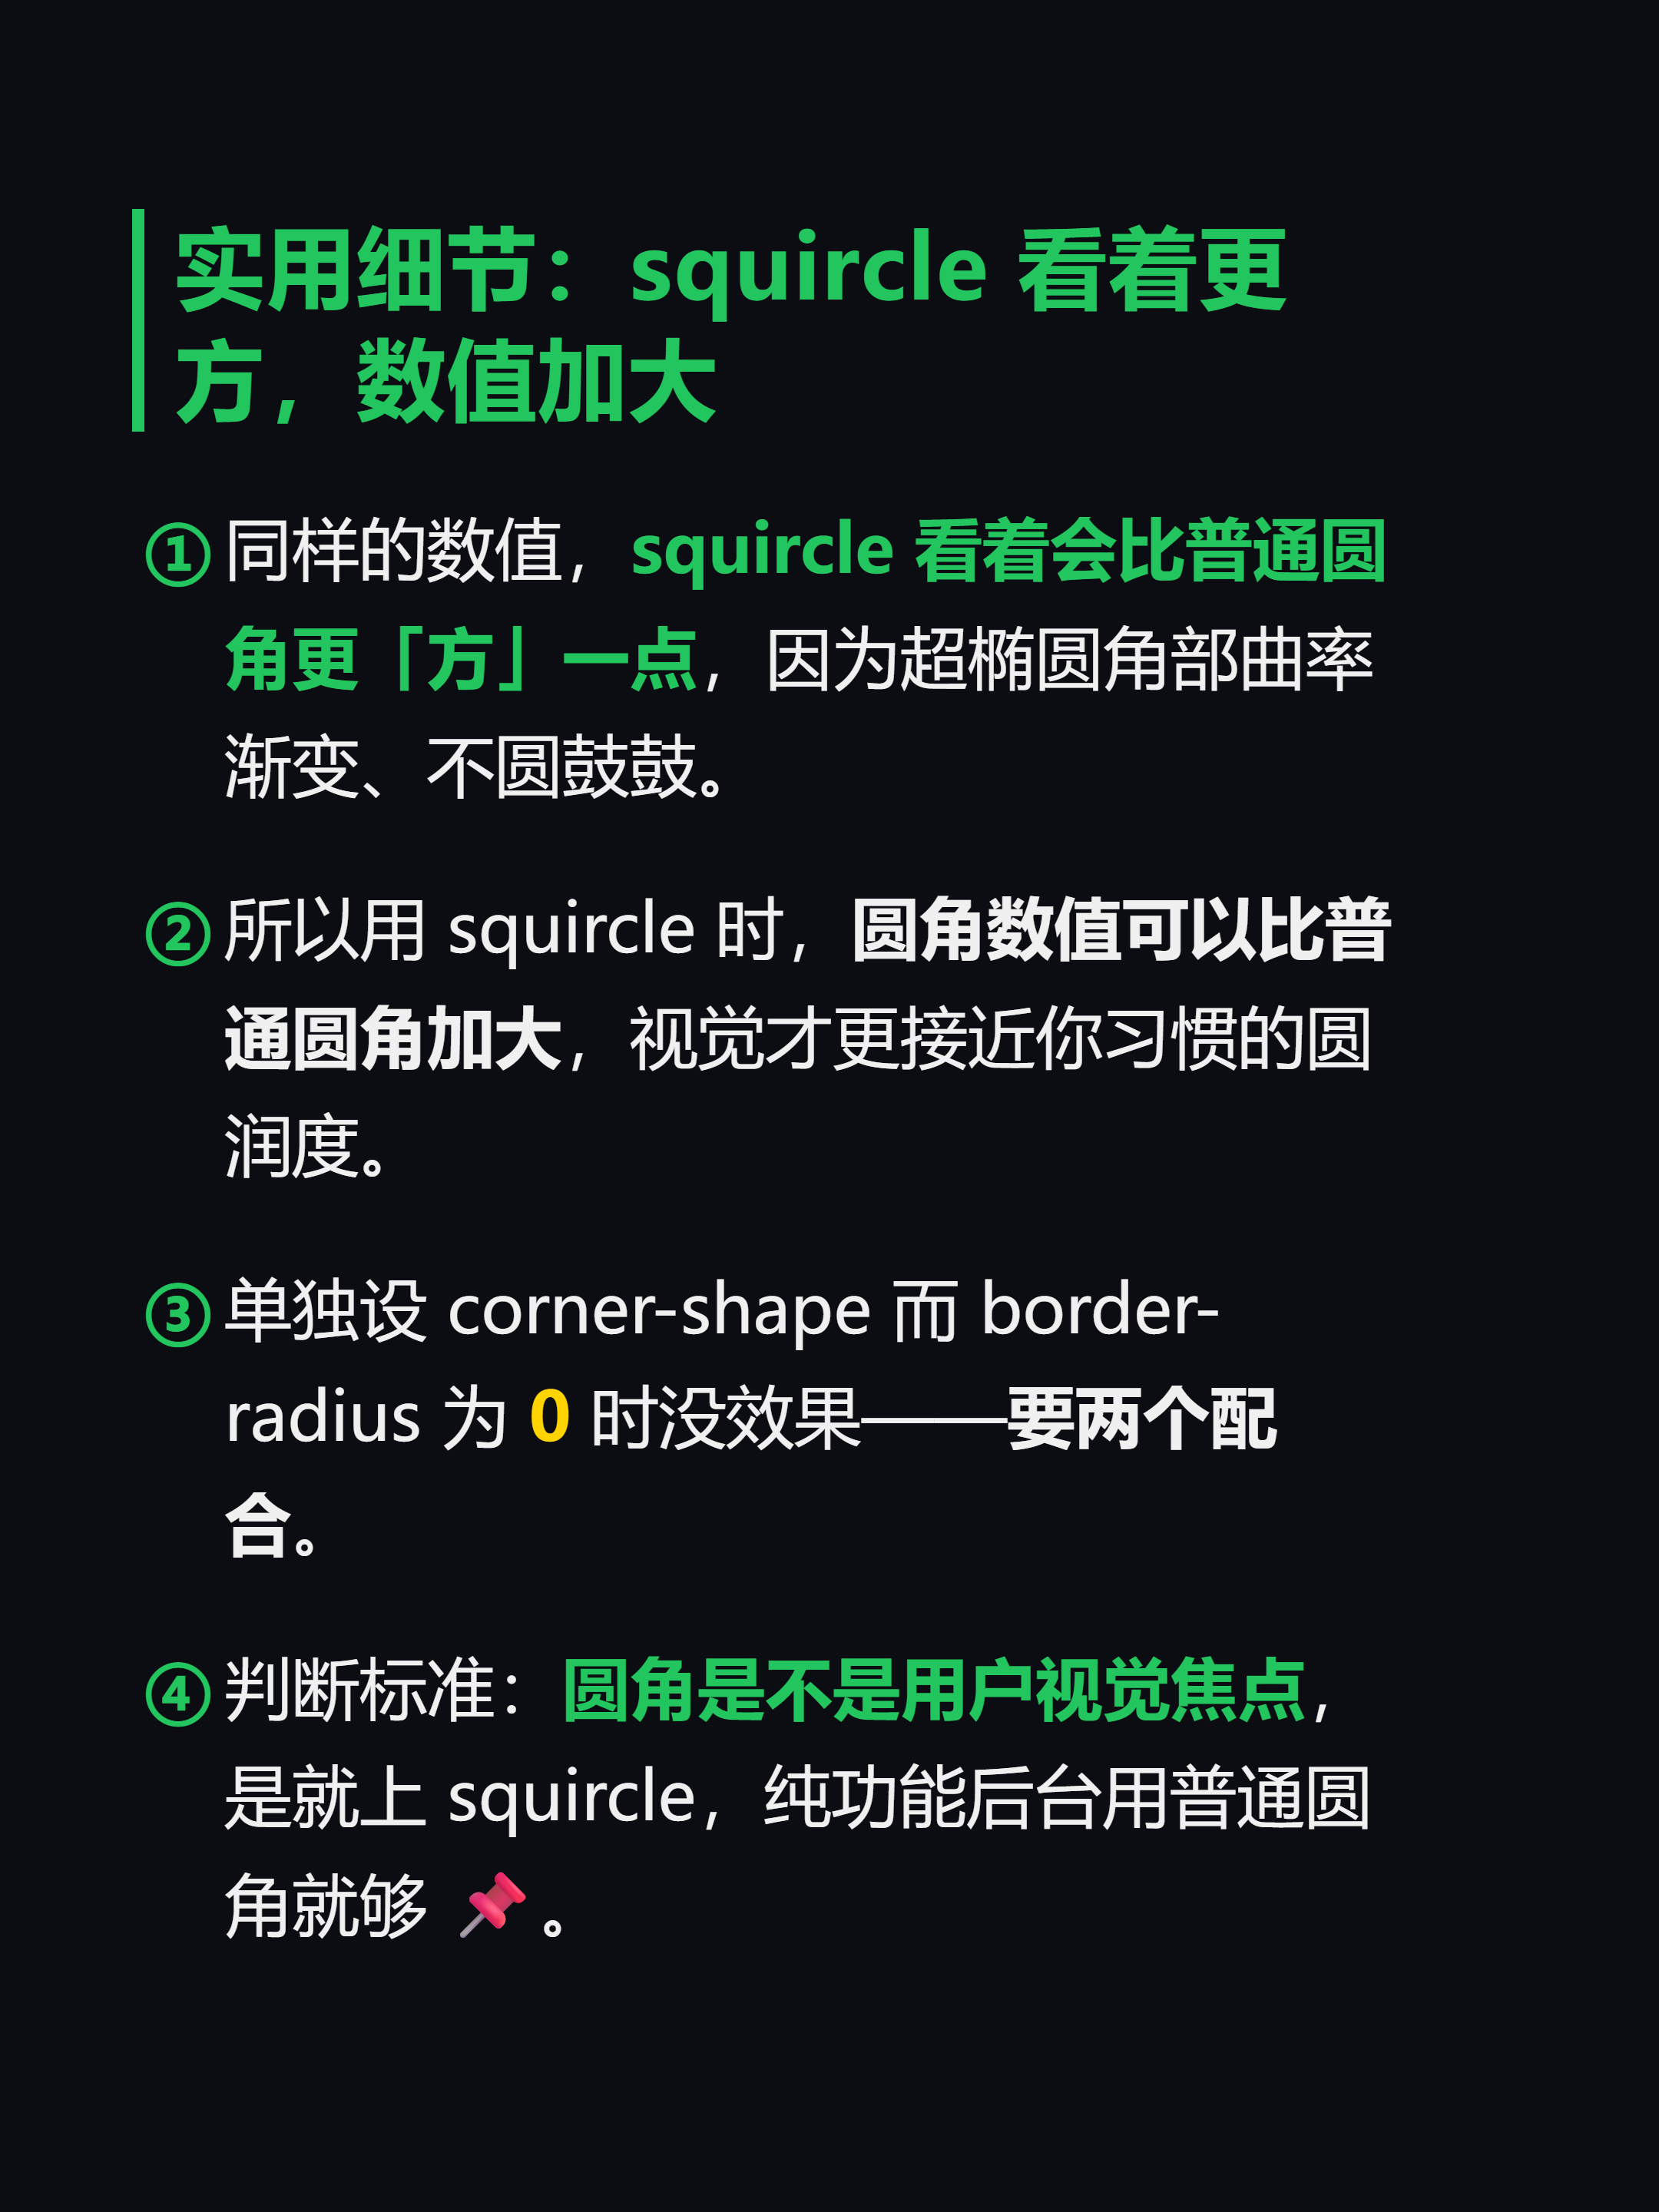 实用细节：squircle 看着更
方，数值加大
① 同样的数值，squircle 看着会比普通圆
角更「方」一点，因为超椭圆角部曲率
渐变、不圆鼓鼓。
② 所以用 squircle 时，圆角数值可以比普
通圆角加大，视觉才更接近你习惯的圆
润度。
③ 单独设 corner-shape 而 border-
radius 为 0 时没效果——要两个配
合。
④ 判断标准：圆角是不是用户视觉焦点，
是就上 squircle，纯功能后台用普通圆
角就够 📌。